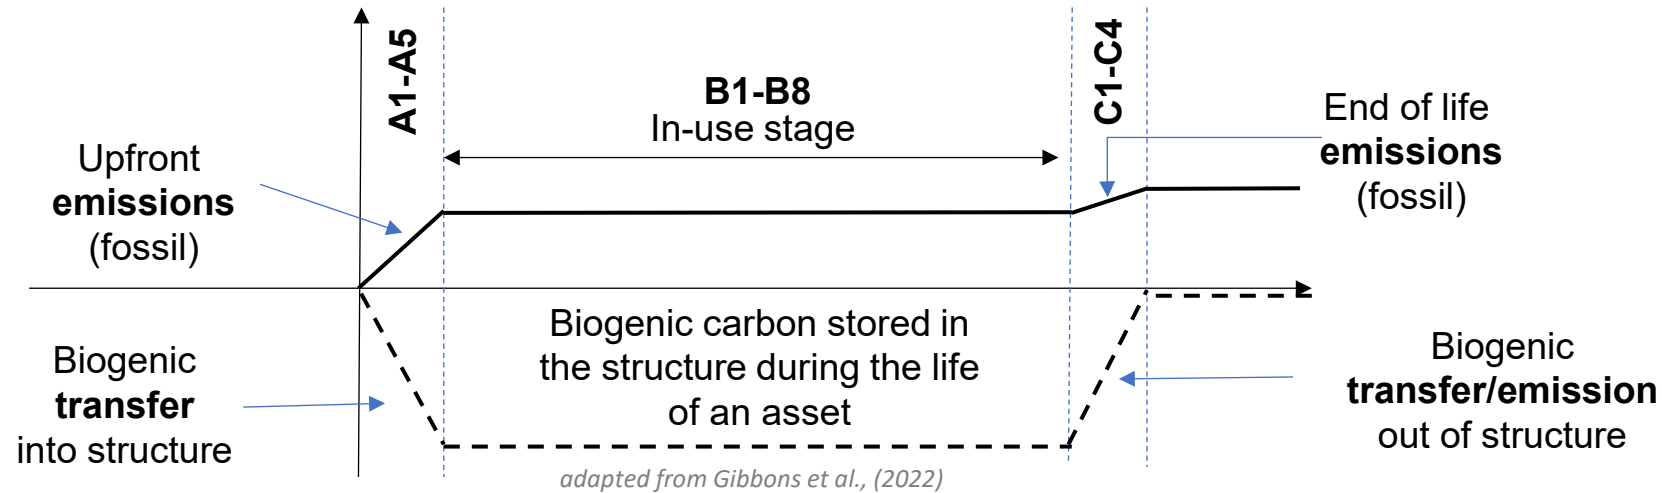 A1-A5
B1-B8
In-use stage
C1-C4
End of life
emissions
(fossil)
Upfront
emissions
(fossil)
Biogenic carbon stored in
the structure during the life
of an asset
Biogenic
transfer
into structure
Biogenic
transfer/emission
out of structure
adapted from Gibbons et al., (2022)